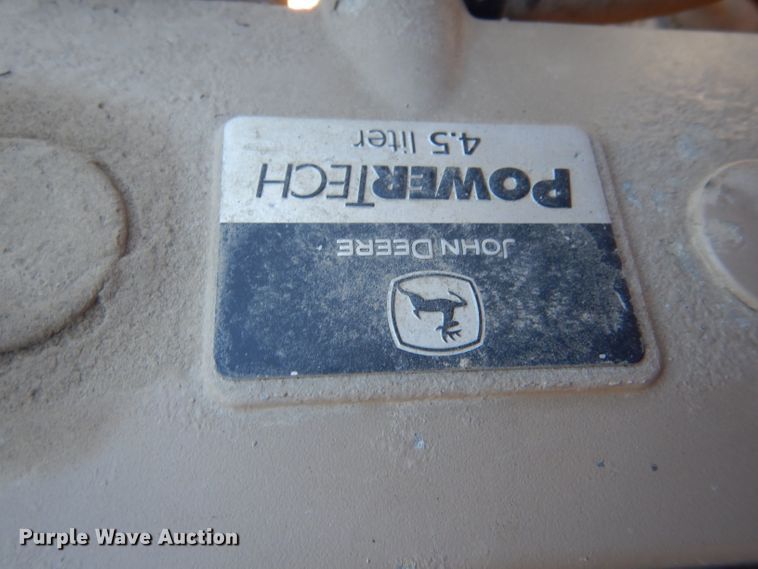 JOHN DEERE
POWERTECH
4.5 liter
Purple Wave Auction